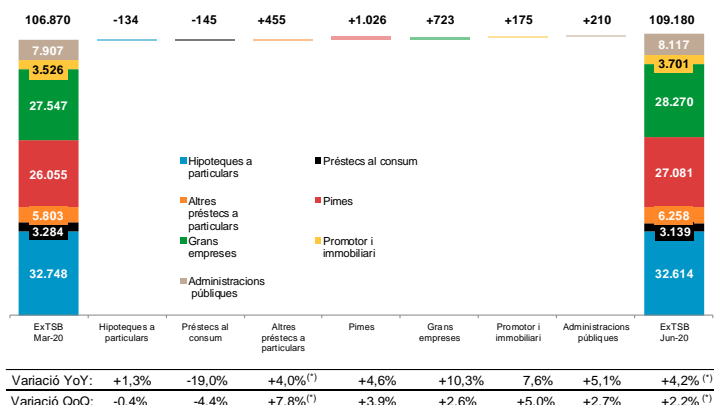 106.870 -134 -145 +455 +1.026 +723 +175 +210 109.180
7.907 8.117
3.526 3.701
27.547 28.270
26.055 27.081
5.803 6.258
3.284 3.139
32.748 32.614
Hipoteques a particulars
Préstecs al consum
Altres préstecs a particulars
Pimes
Grans empreses
Promotor i immobiliari
Administracions públiques
ExTSB Mar-20
Hipoteques a particulars
Préstecs al consum
Altres préstecs a particulars
Pimes
Grans empreses
Promotor i immobiliari
Administracions públiques
ExTSB Jun-20
Variació YoY: +1,3% -19,0% +4,0%(*) +4,6% +10,3% 7,6% +5,1% +4,2% (*)
Variació QoQ: -0,4% -4,4% +7,8%(*) +3,9% +2,6% +5,0% +2,7% +2,2% (*)